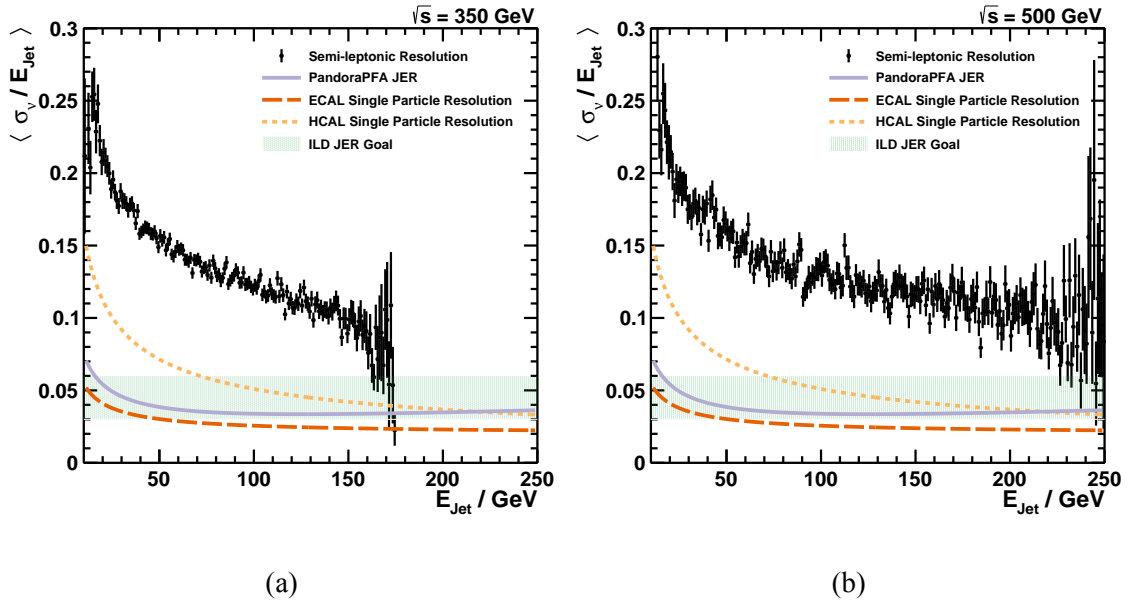 √s = 350 GeV
⟨ σ_ν / E_Jet ⟩
0.3
0.25
0.2
0.15
0.1
0.05
0
Semi-leptonic Resolution
PandoraPFA JER
ECAL Single Particle Resolution
HCAL Single Particle Resolution
ILD JER Goal
50 100 150 200 250
E_Jet / GeV
(a)
√s = 500 GeV
⟨ σ_ν / E_Jet ⟩
0.3
0.25
0.2
0.15
0.1
0.05
0
Semi-leptonic Resolution
PandoraPFA JER
ECAL Single Particle Resolution
HCAL Single Particle Resolution
ILD JER Goal
50 100 150 200 250
E_Jet / GeV
(b)